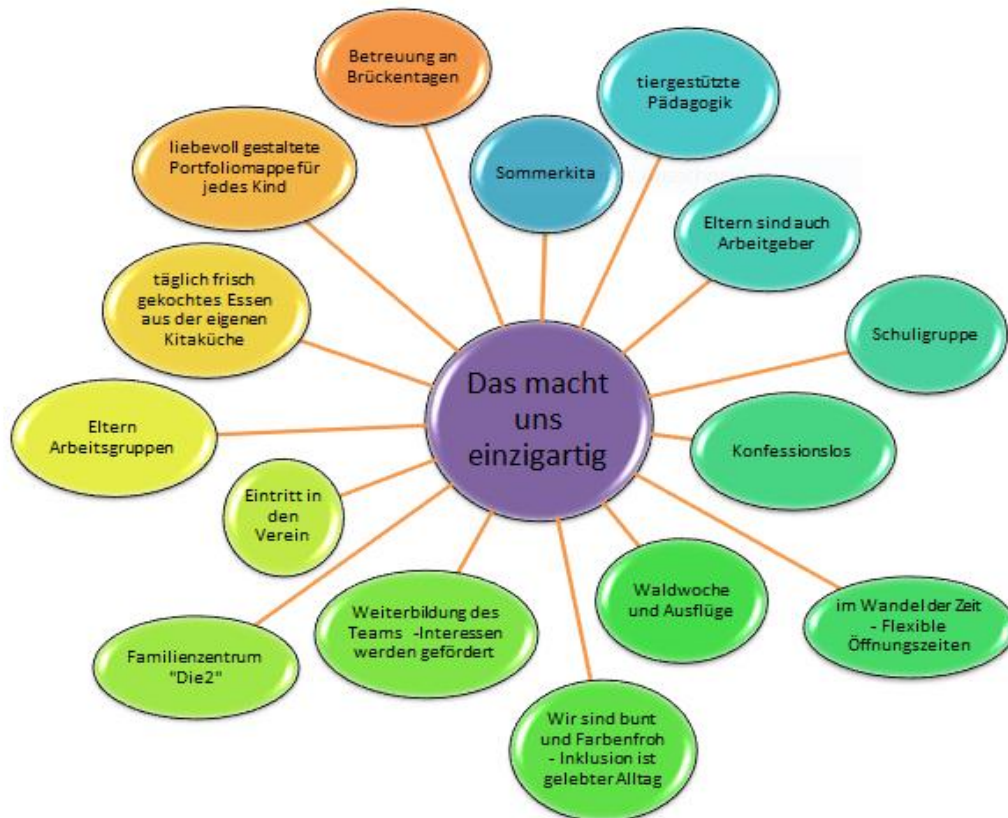 Betreuung an
Brückentagen
tiergestützte
Pädagogik
liebevoll gestaltete
Portfoliomappe für
jedes Kind
Sommerkita
Eltern sind auch
Arbeitgeber
täglich frisch
gekochtes Essen
aus der eigenen
Kitaküche
Schuligruppe
Das macht
uns
einzigartig
Eltern
Arbeitsgruppen
Konfessionslos
Eintritt in
den
Verein
Waldwoche
und Ausflüge
im Wandel der Zeit
- Flexible
Öffnungszeiten
Weiterbildung des
Teams -Interessen
werden gefördert
Familienzentrum
"Die2"
Wir sind bunt
und Farbenfroh
- Inklusion ist
gelebter Alltag